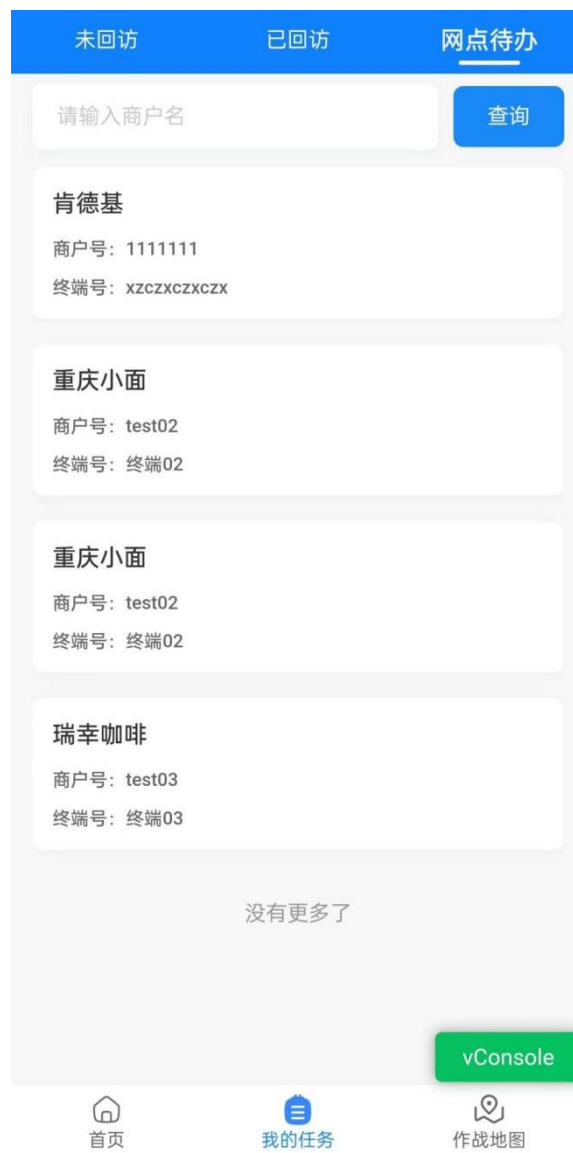 未回访
已回访
网点待办
请输入商户名
查询
肯德基
商户号：1111111
终端号：xzczxczxczx
重庆小面
商户号：test02
终端号：终端02
重庆小面
商户号：test02
终端号：终端02
瑞幸咖啡
商户号：test03
终端号：终端03
没有更多了
vConsole
首页
我的任务
作战地图